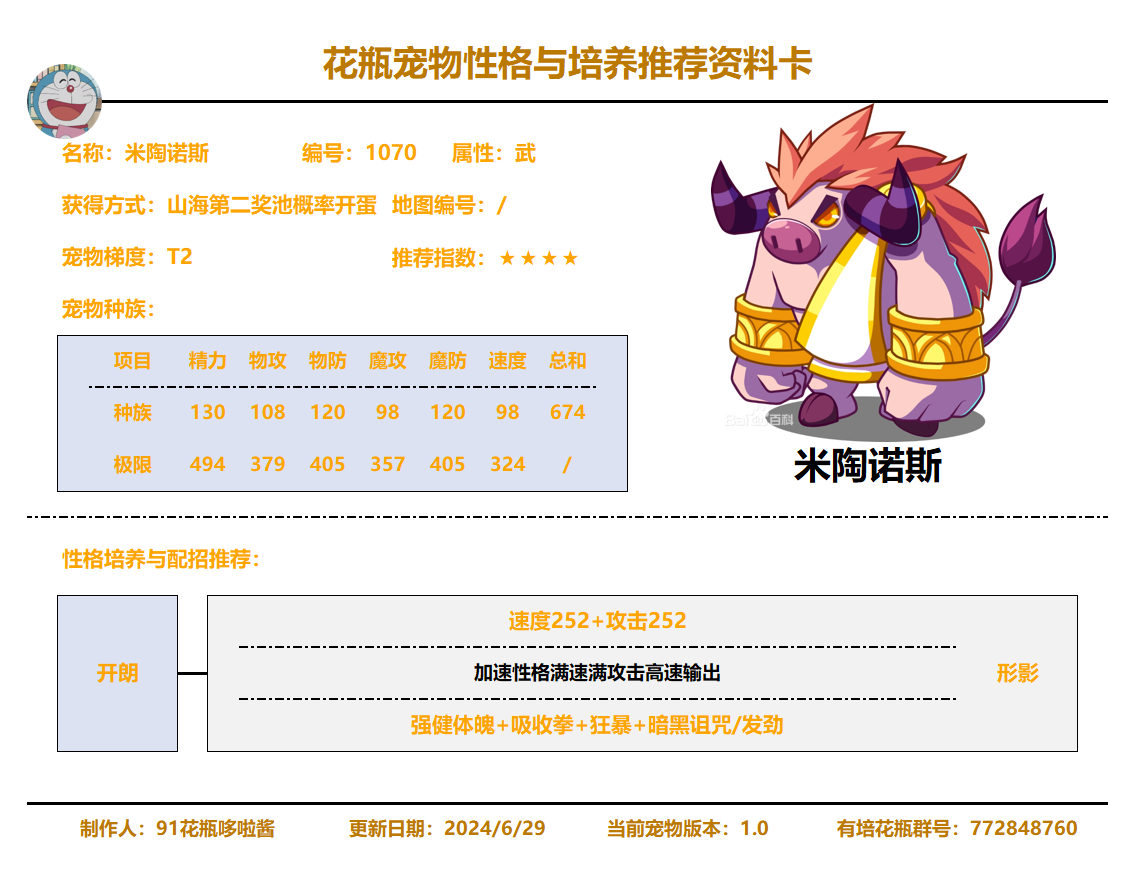 花瓶宠物性格与培养推荐资料卡
名称：米陶诺斯 编号：1070 属性：武
获得方式：山海第二奖池概率开蛋 地图编号：/
宠物梯度：T2 推荐指数：★★★★
宠物种族：
项目 精力 物攻 物防 魔攻 魔防 速度 总和
种族 130 108 120 98 120 98 674
极限 494 379 405 357 405 324 /
Baidu百科
米陶诺斯
性格培养与配招推荐：
速度252+攻击252
开朗 加速性格满速满攻击高速输出 形影
强健体魄+吸收拳+狂暴+暗黑诅咒/发劲
制作人：91花瓶哆啦酱 更新日期：2024/6/29 当前宠物版本：1.0 有培花瓶群号：772848760